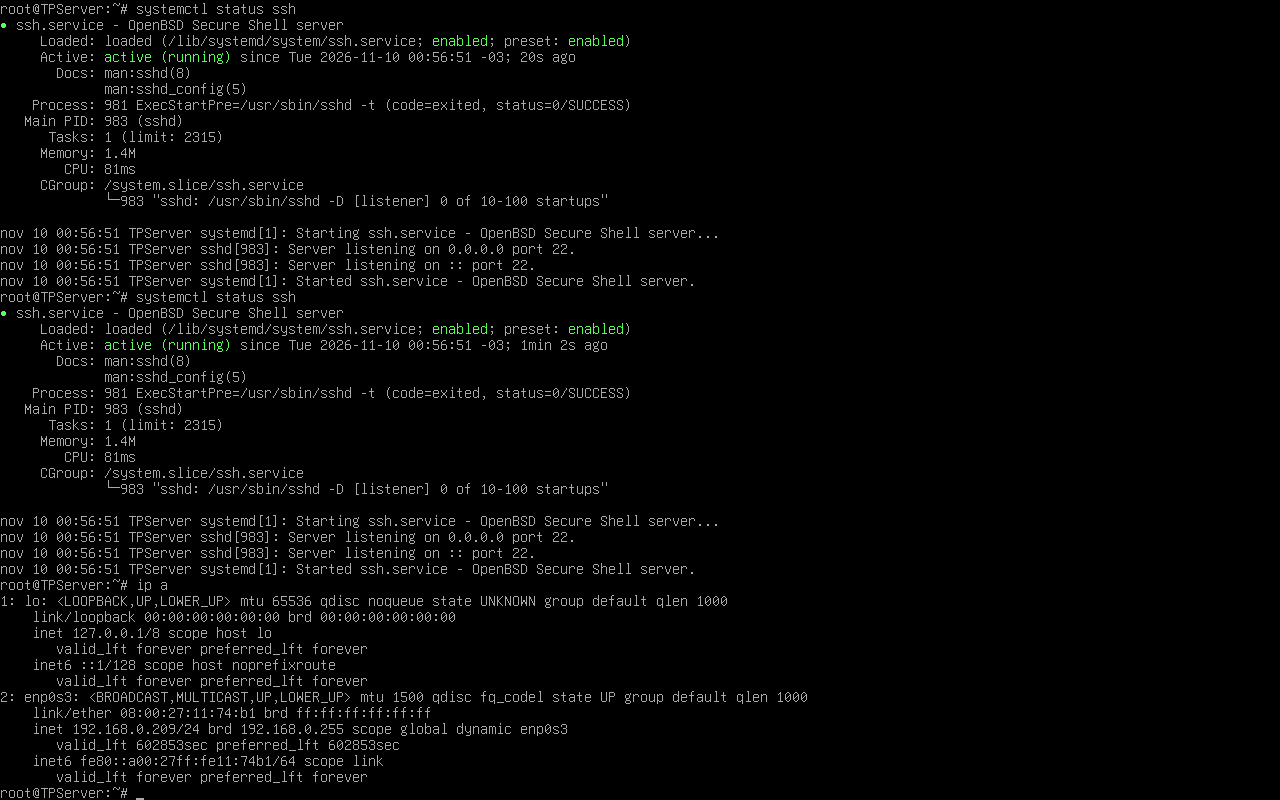 root@TPServer:~# systemctl status ssh
● ssh.service - OpenBSD Secure Shell server
     Loaded: loaded (/lib/systemd/system/ssh.service; enabled; preset: enabled)
     Active: active (running) since Tue 2026-11-10 00:56:51 -03; 20s ago
       Docs: man:sshd(8)
             man:sshd_config(5)
    Process: 981 ExecStartPre=/usr/sbin/sshd -t (code=exited, status=0/SUCCESS)
   Main PID: 983 (sshd)
      Tasks: 1 (limit: 2315)
     Memory: 1.4M
        CPU: 81ms
     CGroup: /system.slice/ssh.service
             └─983 "sshd: /usr/sbin/sshd -D [listener] 0 of 10-100 startups"

nov 10 00:56:51 TPServer systemd[1]: Starting ssh.service - OpenBSD Secure Shell server...
nov 10 00:56:51 TPServer sshd[983]: Server listening on 0.0.0.0 port 22.
nov 10 00:56:51 TPServer sshd[983]: Server listening on :: port 22.
nov 10 00:56:51 TPServer systemd[1]: Started ssh.service - OpenBSD Secure Shell server.
root@TPServer:~# systemctl status ssh
● ssh.service - OpenBSD Secure Shell server
     Loaded: loaded (/lib/systemd/system/ssh.service; enabled; preset: enabled)
     Active: active (running) since Tue 2026-11-10 00:56:51 -03; 1min 2s ago
       Docs: man:sshd(8)
             man:sshd_config(5)
    Process: 981 ExecStartPre=/usr/sbin/sshd -t (code=exited, status=0/SUCCESS)
   Main PID: 983 (sshd)
      Tasks: 1 (limit: 2315)
     Memory: 1.4M
        CPU: 81ms
     CGroup: /system.slice/ssh.service
             └─983 "sshd: /usr/sbin/sshd -D [listener] 0 of 10-100 startups"

nov 10 00:56:51 TPServer systemd[1]: Starting ssh.service - OpenBSD Secure Shell server...
nov 10 00:56:51 TPServer sshd[983]: Server listening on 0.0.0.0 port 22.
nov 10 00:56:51 TPServer sshd[983]: Server listening on :: port 22.
nov 10 00:56:51 TPServer systemd[1]: Started ssh.service - OpenBSD Secure Shell server.
root@TPServer:~# ip a
1: lo: <LOOPBACK,UP,LOWER_UP> mtu 65536 qdisc noqueue state UNKNOWN group default qlen 1000
    link/loopback 00:00:00:00:00:00 brd 00:00:00:00:00:00
    inet 127.0.0.1/8 scope host lo
       valid_lft forever preferred_lft forever
    inet6 ::1/128 scope host noprefixroute
       valid_lft forever preferred_lft forever
2: enp0s3: <BROADCAST,MULTICAST,UP,LOWER_UP> mtu 1500 qdisc fq_codel state UP group default qlen 1000
    link/ether 08:00:27:11:74:b1 brd ff:ff:ff:ff:ff:ff
    inet 192.168.0.209/24 brd 192.168.0.255 scope global dynamic enp0s3
       valid_lft 602853sec preferred_lft 602853sec
    inet6 fe80::a00:27ff:fe11:74b1/64 scope link
       valid_lft forever preferred_lft forever
root@TPServer:~# _